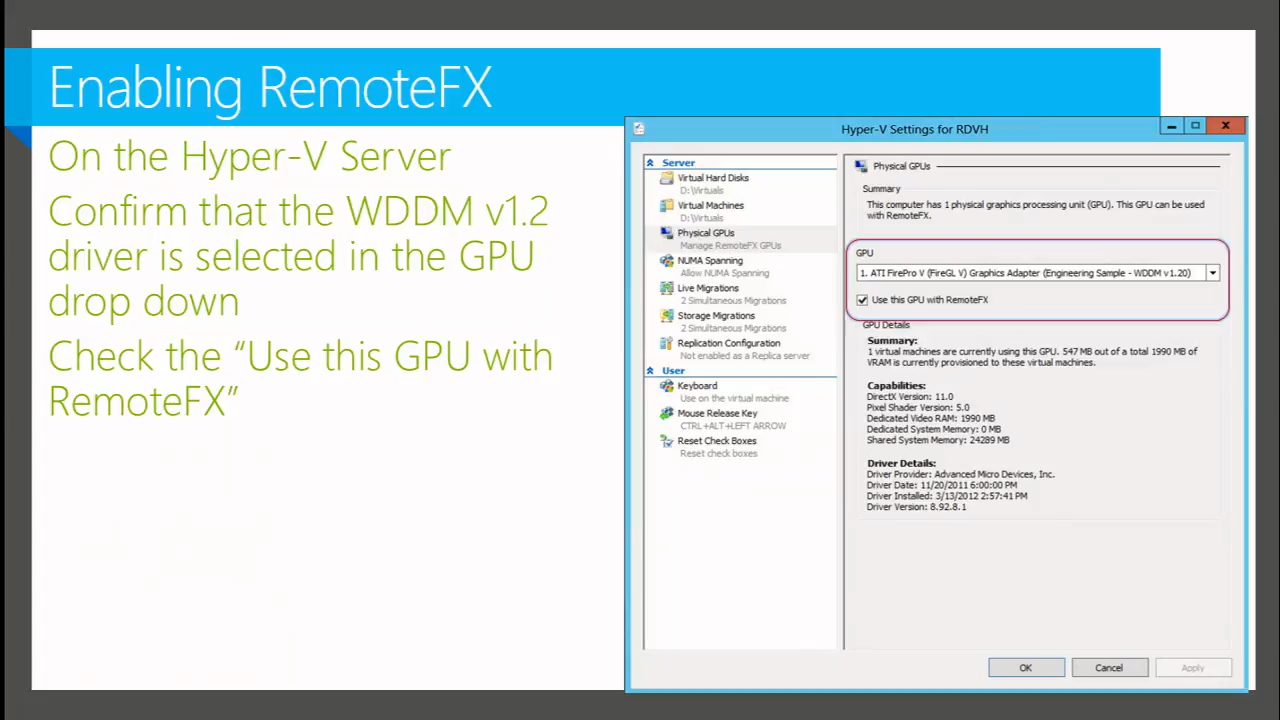 Enabling RemoteFX
On the Hyper-V Server
Confirm that the WDDM v1.2
driver is selected in the GPU
drop down
Check the “Use this GPU with
RemoteFX”
Hyper-V Settings for RDVH
Server
Virtual Hard Disks
D:\Virtuals
Virtual Machines
D:\Virtuals
Physical GPUs
Manage RemoteFX GPUs
NUMA Spanning
Allow NUMA Spanning
Live Migrations
2 Simultaneous Migrations
Storage Migrations
2 Simultaneous Migrations
Replication Configuration
Not enabled as a Replica server
User
Keyboard
Use on the virtual machine
Mouse Release Key
CTRL+ALT+LEFT ARROW
Reset Check Boxes
Reset check boxes
Physical GPUs
Summary
This computer has 1 physical graphics processing unit (GPU). This GPU can be used
with RemoteFX.
GPU
1. ATI FirePro V (FireGL V) Graphics Adapter (Engineering Sample - WDDM v1.20)
Use this GPU with RemoteFX
GPU Details
Summary:
1 virtual machines are currently using this GPU. 547 MB out of a total 1990 MB of
VRAM is currently provisioned to these virtual machines.
Capabilities:
DirectX Version: 11.0
Pixel Shader Version: 5.0
Dedicated Video RAM: 1990 MB
Dedicated System Memory: 0 MB
Shared System Memory: 24289 MB
Driver Details:
Driver Provider: Advanced Micro Devices, Inc.
Driver Date: 11/20/2011 6:00:00 PM
Driver Installed: 3/13/2012 2:57:41 PM
Driver Version: 8.92.8.1
OK
Cancel
Apply